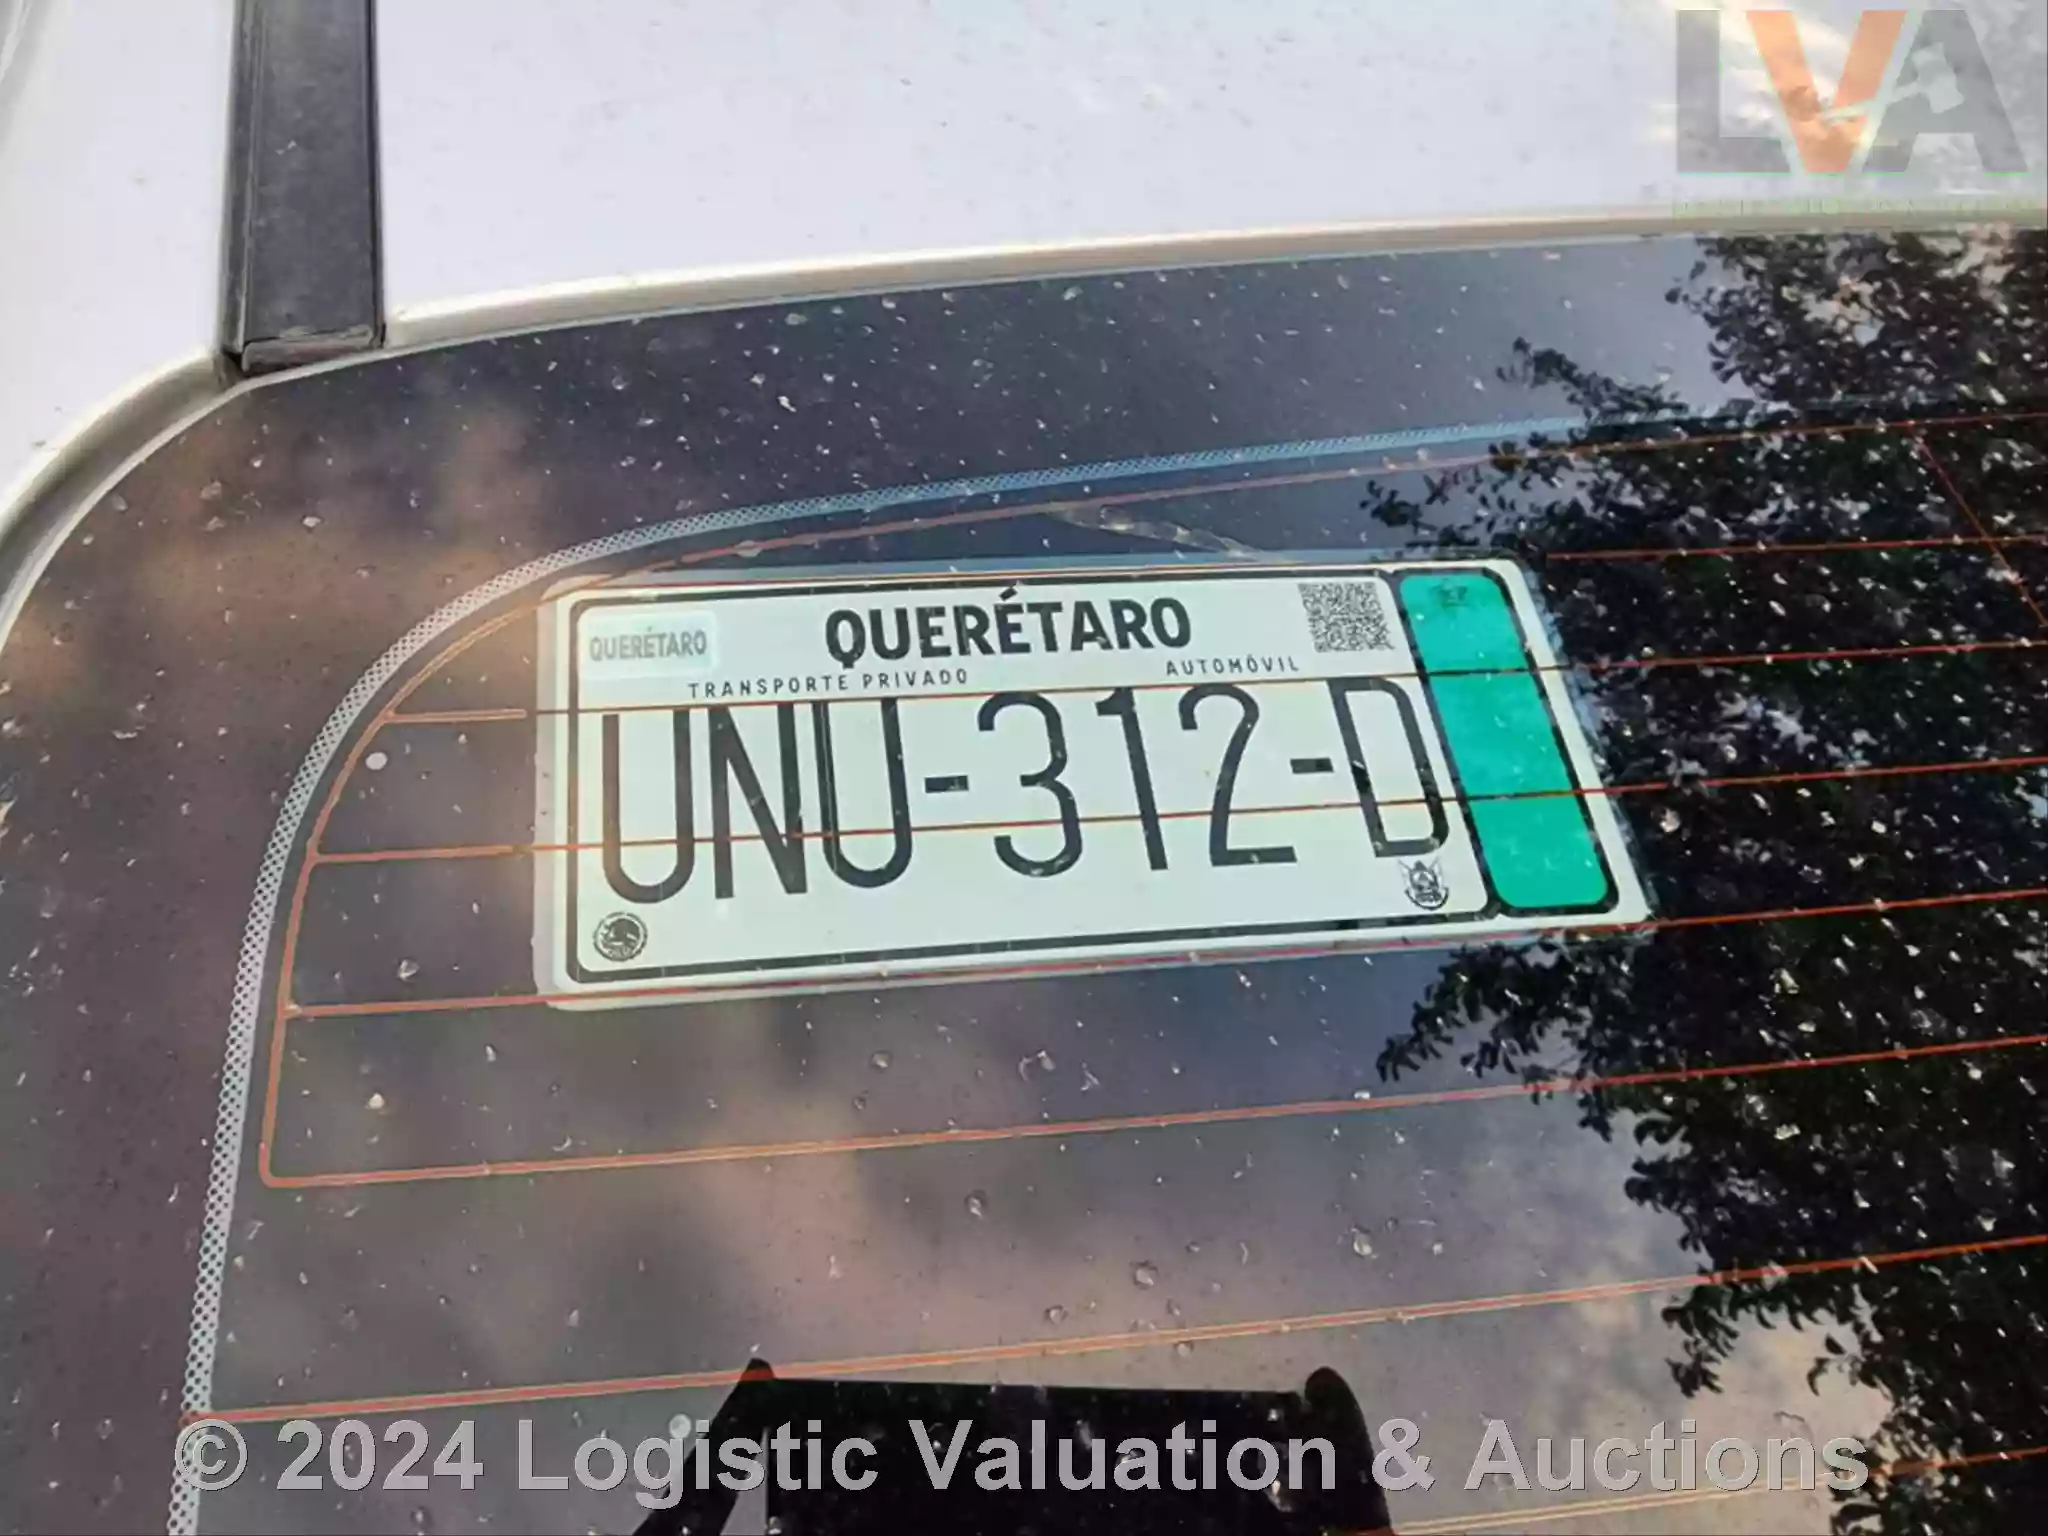 LVA
QUERÉTARO
QUERÉTARO
TRANSPORTE PRIVADO AUTOMÓVIL
UNU-312-D
© 2024 Logistic Valuation & Auctions